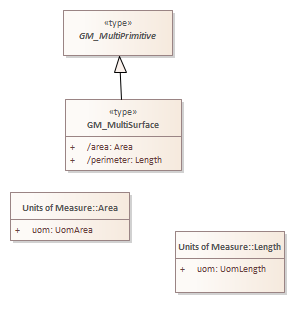 «type»
GM_MultiPrimitive
«type»
GM_MultiSurface
+ /area: Area
+ /perimeter: Length
Units of Measure::Area
+ uom: UomArea
Units of Measure::Length
+ uom: UomLength